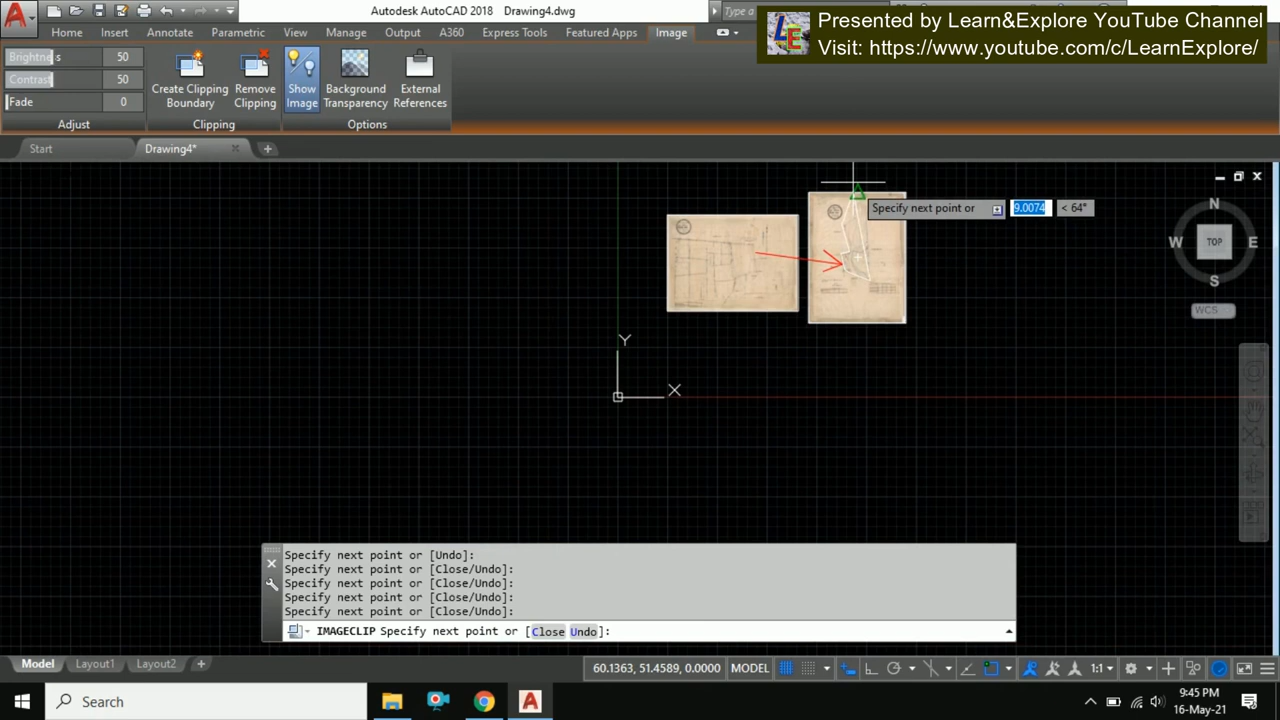 Autodesk AutoCAD 2018 Drawing4.dwg
Type a
Presented by Learn&Explore YouTube Channel
Visit: https://www.youtube.com/c/LearnExplore/
Home Insert Annotate Parametric View Manage Output A360 Express Tools Featured Apps Image
Brightness 50
Contrast 50
Fade 0
Create Clipping
Boundary
Remove
Clipping
Show
Image
Background
Transparency
External
References
Adjust Clipping Options
Start Drawing4*
N
W TOP E
S
WCS
Specify next point or 9.0074 < 64°
Y
X
Specify next point or [Undo]:
Specify next point or [Close/Undo]:
Specify next point or [Close/Undo]:
Specify next point or [Close/Undo]:
Specify next point or [Close/Undo]:
IMAGECLIP Specify next point or [Close Undo]:
Model Layout1 Layout2 +
60.1363, 51.4589, 0.0000 MODEL 1:1
Search
9:45 PM
16-May-21